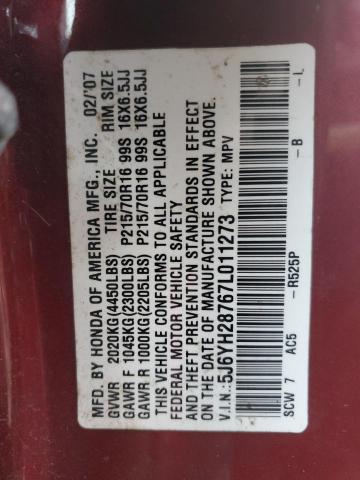 MFD. BY HONDA OF AMERICA MFG., INC. 02/'07
GVWR 2020KG(4450LBS) TIRE SIZE RIM SIZE
GAWR F 1045KG(2300LBS) P215/70R16 99S 16X6.5JJ
GAWR R 1000KG(2205LBS) P215/70R16 99S 16X6.5JJ
THIS VEHICLE CONFORMS TO ALL APPLICABLE
FEDERAL MOTOR VEHICLE SAFETY STANDARDS IN EFFECT
AND THEFT PREVENTION STANDARDS IN EFFECT
ON THE DATE OF MANUFACTURE SHOWN ABOVE.
V.I.N.:5J6YH28767L011273 TYPE: MPV
SCW 7 AC5 -R525P -B -L